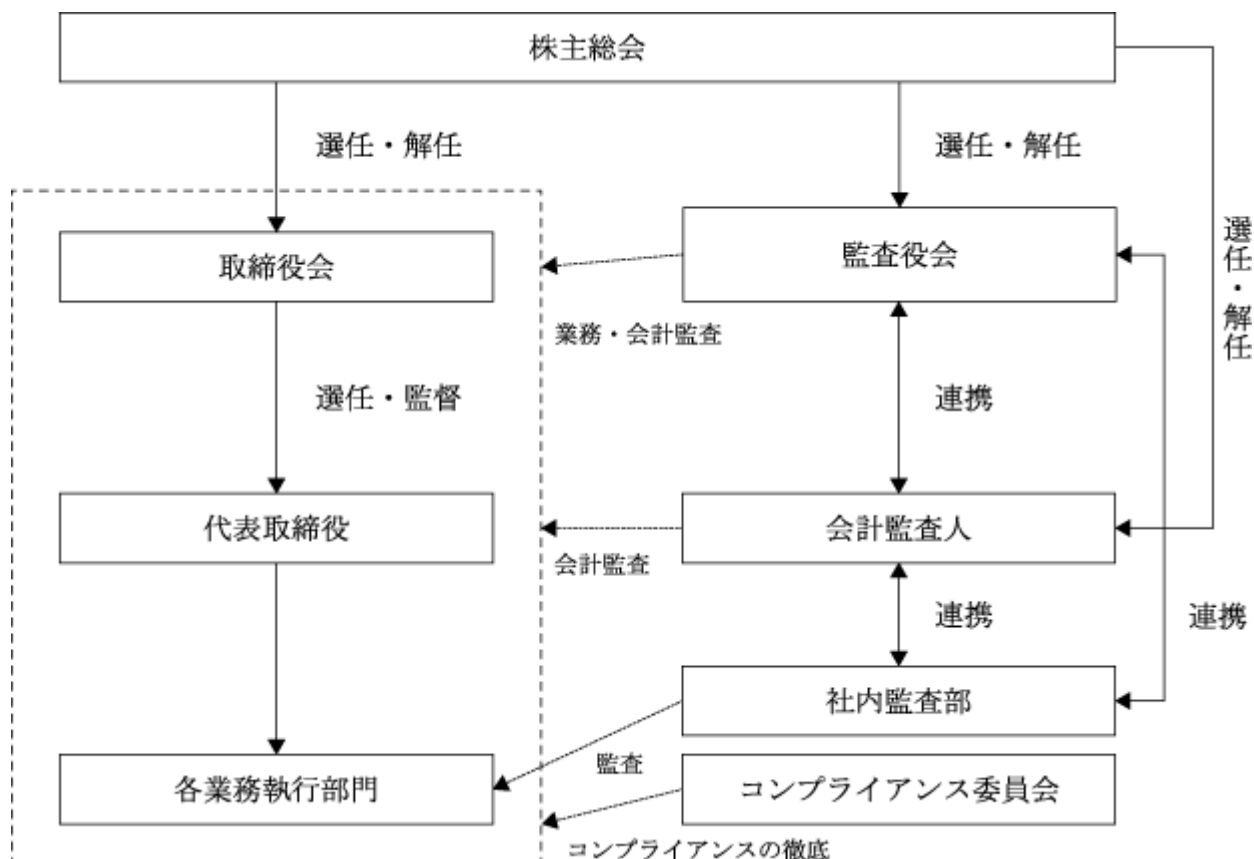 株主総会
選任・解任
選任・解任
選任・解任
取締役会
監査役会
業務・会計監査
選任・監督
連携
代表取締役
会計監査人
会計監査
連携
連携
社内監査部
監査
各業務執行部門
コンプライアンス委員会
コンプライアンスの徹底